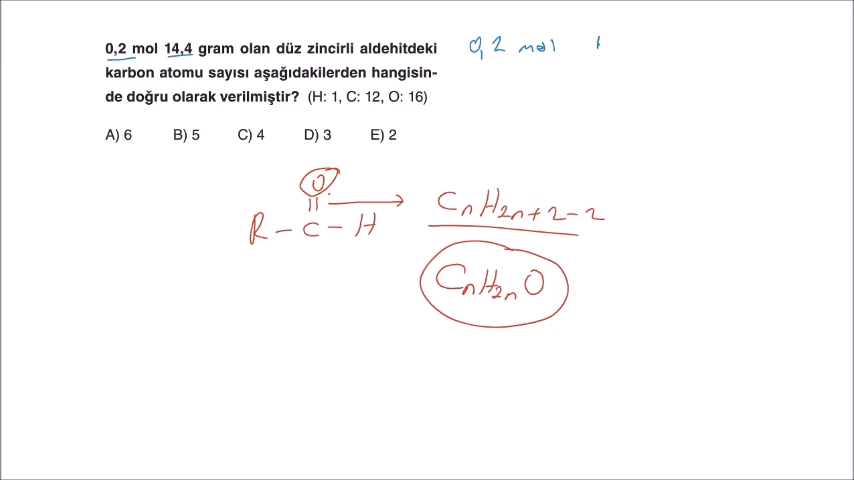 0,2 mol 14,4 gram olan düz zincirli aldehitdeki
karbon atomu sayısı aşağıdakilerden hangisin-
de doğru olarak verilmiştir? (H: 1, C: 12, O: 16)
A) 6 B) 5 C) 4 D) 3 E) 2
0,2 mol
O
R - C - H
CnH2n+2-2
CnH2nO